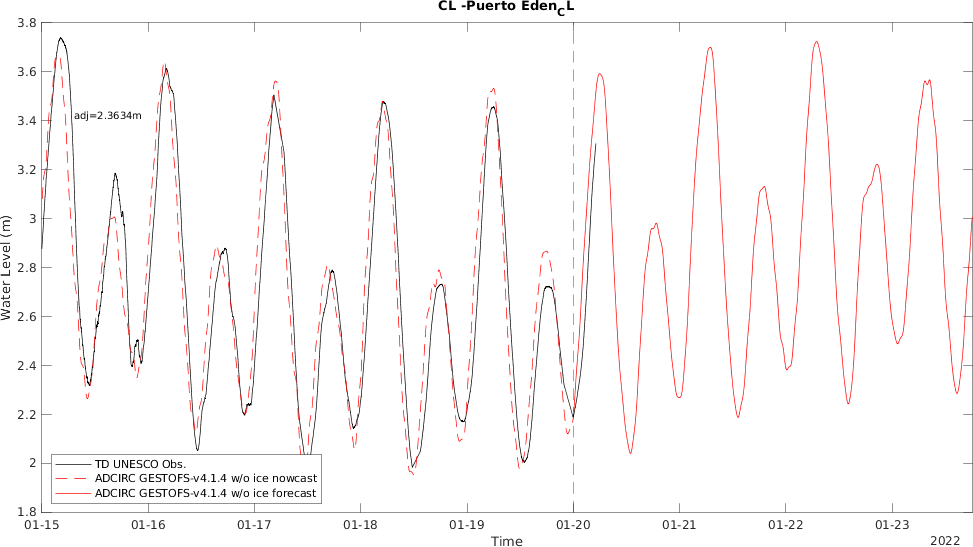 CL -Puerto Eden_CL
3.8
3.6
3.4
3.2
3
2.8
2.6
2.4
2.2
2
1.8
Water Level (m)
adj=2.3634m
TD UNESCO Obs.
ADCIRC GESTOFS-v4.1.4 w/o ice nowcast
ADCIRC GESTOFS-v4.1.4 w/o ice forecast
01-15 01-16 01-17 01-18 01-19 01-20 01-21 01-22 01-23
Time
2022